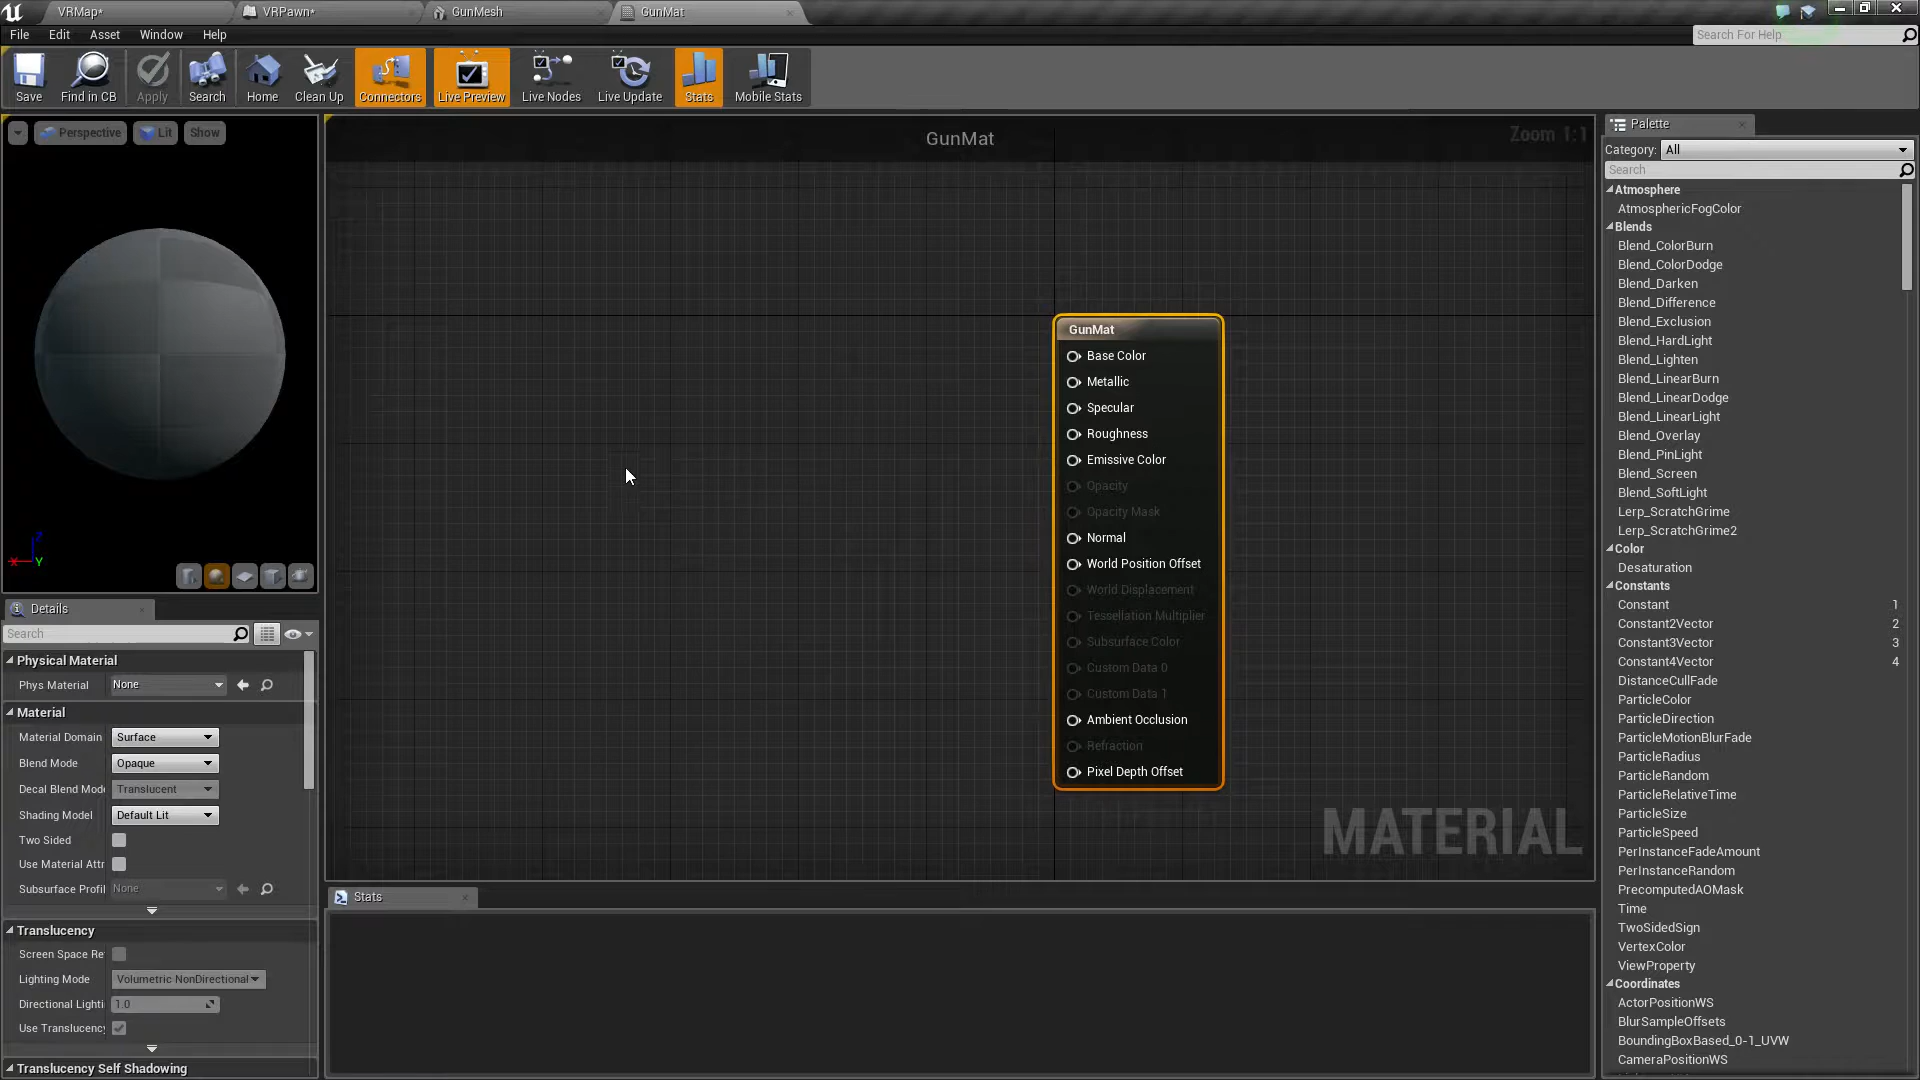 VRMap*
VRPawn*
GunMesh
GunMat
File
Edit
Asset
Window
Help
Search For Help
Save
Find in CB
Apply
Search
Home
Clean Up
Connectors
Live Preview
Live Nodes
Live Update
Stats
Mobile Stats
Perspective
Lit
Show
GunMat
Zoom 1:1
GunMat
Base Color
Metallic
Specular
Roughness
Emissive Color
Opacity
Opacity Mask
Normal
World Position Offset
World Displacement
Tessellation Multiplier
Subsurface Color
Custom Data 0
Custom Data 1
Ambient Occlusion
Refraction
Pixel Depth Offset
MATERIAL
Z
X
Y
Details
Search
Physical Material
Phys Material None
Material
Material Domain Surface
Blend Mode Opaque
Decal Blend Mode Translucent
Shading Model Default Lit
Two Sided
Use Material Attr
Subsurface Profil None
Translucency
Screen Space Re
Lighting Mode Volumetric NonDirectional
Directional Lighti 1.0
Use Translucency
Translucency Self Shadowing
Stats
Palette
Category: All
Search
Atmosphere
AtmosphericFogColor
Blends
Blend_ColorBurn
Blend_ColorDodge
Blend_Darken
Blend_Difference
Blend_Exclusion
Blend_HardLight
Blend_Lighten
Blend_LinearBurn
Blend_LinearDodge
Blend_LinearLight
Blend_Overlay
Blend_PinLight
Blend_Screen
Blend_SoftLight
Lerp_ScratchGrime
Lerp_ScratchGrime2
Color
Desaturation
Constants
Constant 1
Constant2Vector 2
Constant3Vector 3
Constant4Vector 4
DistanceCullFade
ParticleColor
ParticleDirection
ParticleMotionBlurFade
ParticleRadius
ParticleRandom
ParticleRelativeTime
ParticleSize
ParticleSpeed
PerInstanceFadeAmount
PerInstanceRandom
PrecomputedAOMask
Time
TwoSidedSign
VertexColor
ViewProperty
Coordinates
ActorPositionWS
BlurSampleOffsets
BoundingBoxBased_0-1_UVW
CameraPositionWS